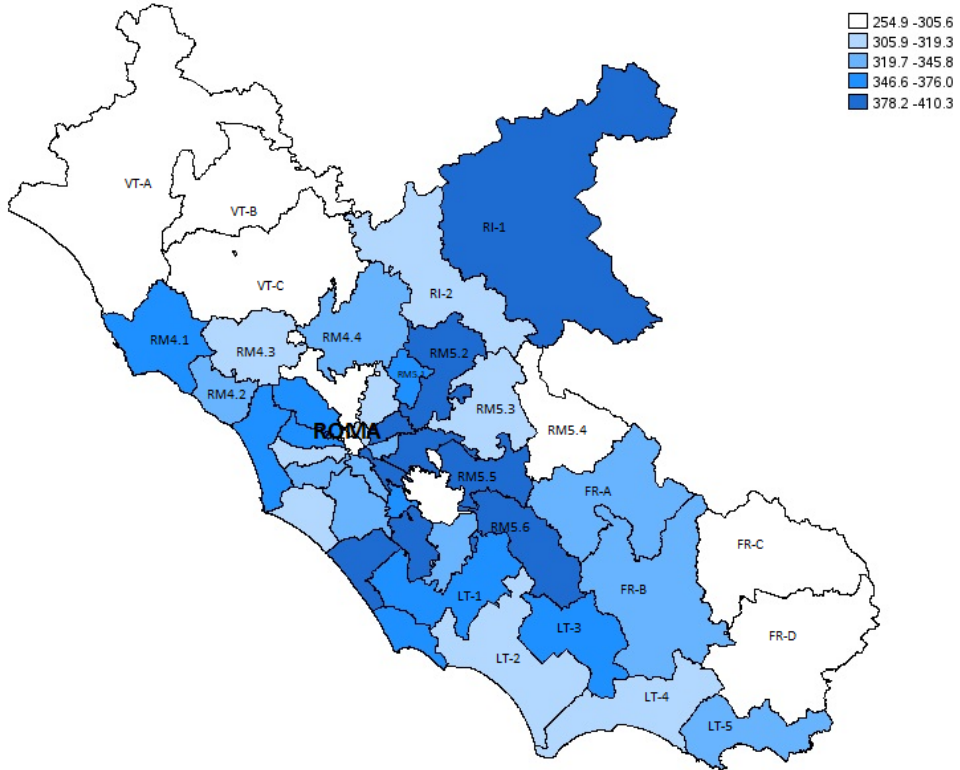 254.9 -305.6
305.9 -319.3
319.7 -345.8
346.6 -376.0
378.2 -410.3
VT-A
VT-B
RI-1
VT-C
RI-2
RM4.1
RM4.4
RM4.3
RM5.2
RM5.1
RM4.2
RM5.3
ROMA
RM5.4
RM5.5
FR-A
RM5.6
FR-C
FR-B
LT-1
LT-3
FR-D
LT-2
LT-4
LT-5